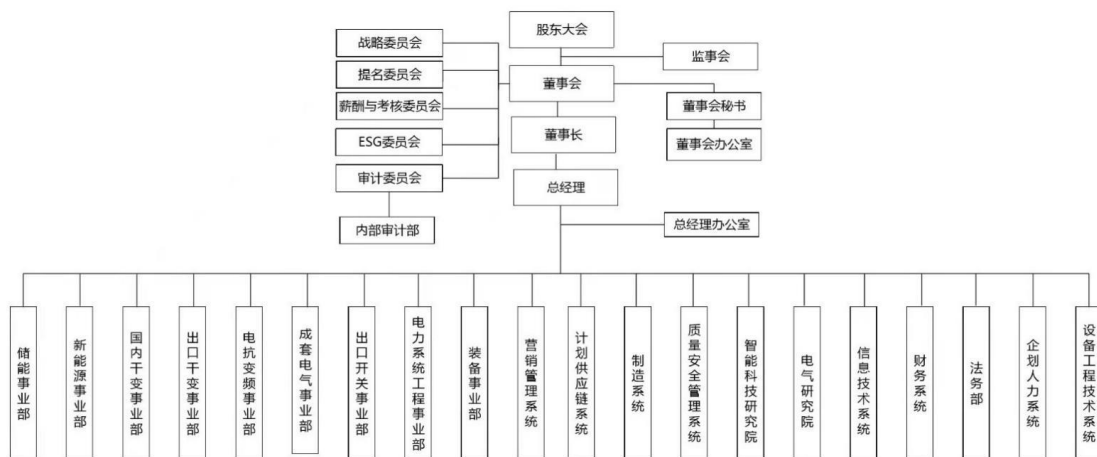 股东大会
战略委员会
监事会
提名委员会
董事会
薪酬与考核委员会
董事会秘书
董事长
ESG委员会
董事会办公室
审计委员会
总经理
内部审计部
总经理办公室
储能事业部
新能源事业部
国内干变事业部
出口干变事业部
电抗变频事业部
成套电气事业部
出口开关事业部
电力系统工程事业部
装备事业部
营销管理系统
计划供应链系统
制造系统
质量安全管理系统
智能科技研究院
电气研究院
信息技术系统
财务系统
法务部
企划人力系统
设备工程技术系统